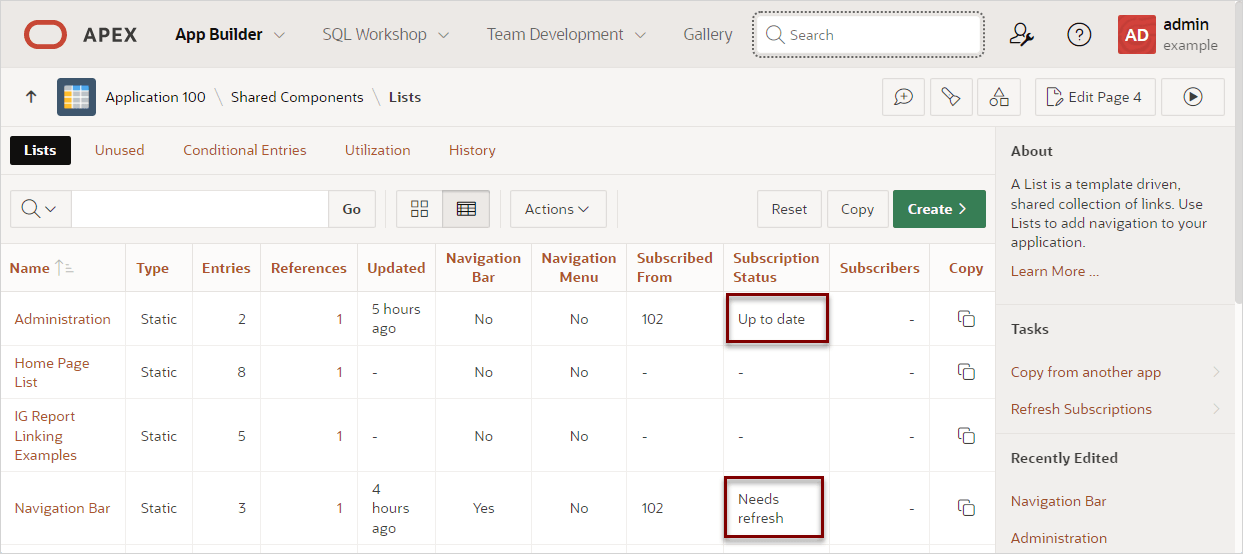 APEX App Builder SQL Workshop Team Development Gallery Search AD admin
example
Application 100 \ Shared Components \ Lists Edit Page 4
Lists Unused Conditional Entries Utilization History
Go Actions Reset Copy Create
Name Type Entries References Updated Navigation Bar Navigation Menu Subscribed From Subscription Status Subscribers Copy
Administration Static 2 1 5 hours ago No No 102 Up to date -
Home Page List Static 8 1 - No No - - -
IG Report Linking Examples Static 5 1 - No No - - -
Navigation Bar Static 3 1 4 hours ago Yes No 102 Needs refresh -
About
A List is a template driven,
shared collection of links. Use
Lists to add navigation to your
application.
Learn More ...
Tasks
Copy from another app
Refresh Subscriptions
Recently Edited
Navigation Bar
Administration